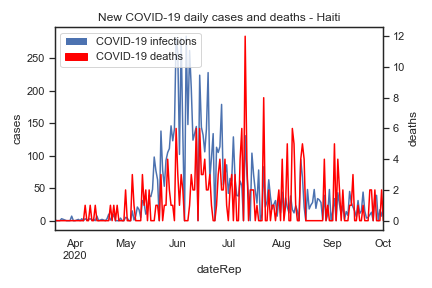 New COVID-19 daily cases and deaths - Haiti
COVID-19 infections
COVID-19 deaths
cases
250
200
150
100
50
0
deaths
12
10
8
6
4
2
0
Apr
2020
May
Jun
Jul
Aug
Sep
Oct
dateRep